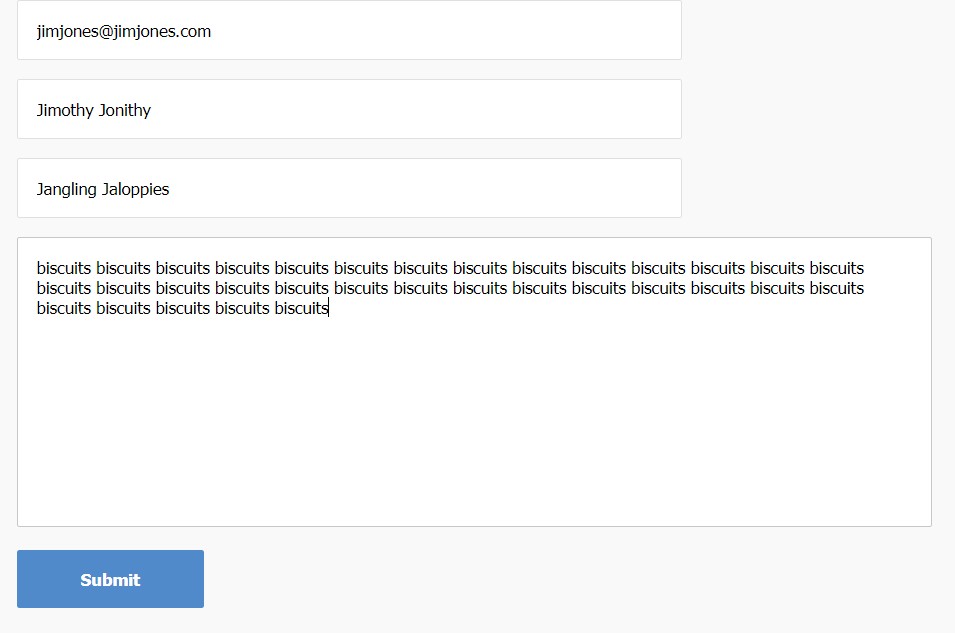 jimjones@jimjones.com
Jimothy Jonithy
Jangling Jaloppies
biscuits biscuits biscuits biscuits biscuits biscuits biscuits biscuits biscuits biscuits biscuits biscuits biscuits biscuits
biscuits biscuits biscuits biscuits biscuits biscuits biscuits biscuits biscuits biscuits biscuits biscuits biscuits biscuits
biscuits biscuits biscuits biscuits biscuits
Submit